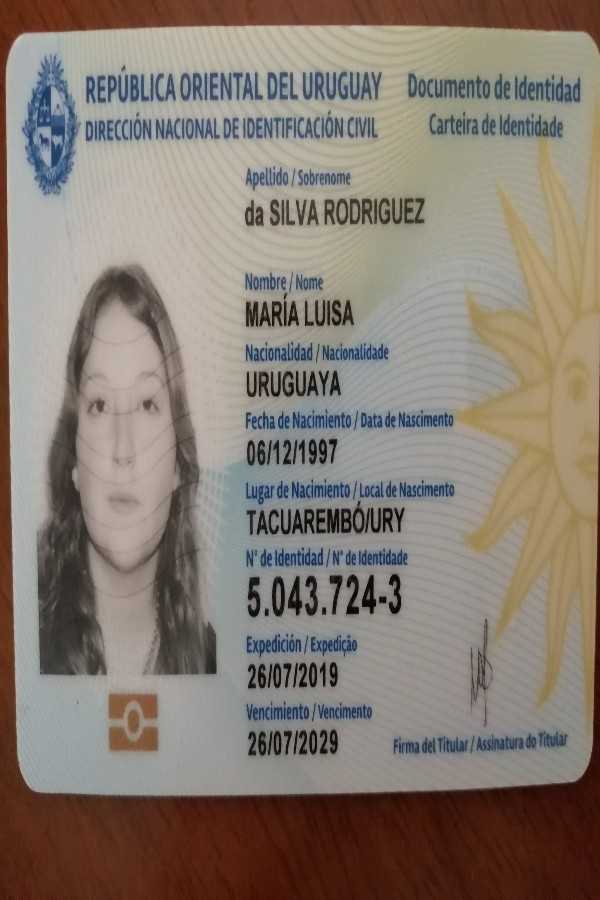 REPÚBLICA ORIENTAL DEL URUGUAY
DIRECCIÓN NACIONAL DE IDENTIFICACIÓN CIVIL
Documento de Identidad
Carteira de Identidade
Apellido / Sobrenome
da SILVA RODRIGUEZ
Nombre / Nome
MARÍA LUISA
Nacionalidad / Nacionalidade
URUGUAYA
Fecha de Nacimiento / Data de Nascimento
06/12/1997
Lugar de Nacimiento / Local de Nascimento
TACUAREMBÓ/URY
N° de Identidad / N° de Identidade
5.043.724-3
Expedición / Expedição
26/07/2019
Vencimiento / Vencimento
26/07/2029
Firma del Titular / Assinatura do Titular